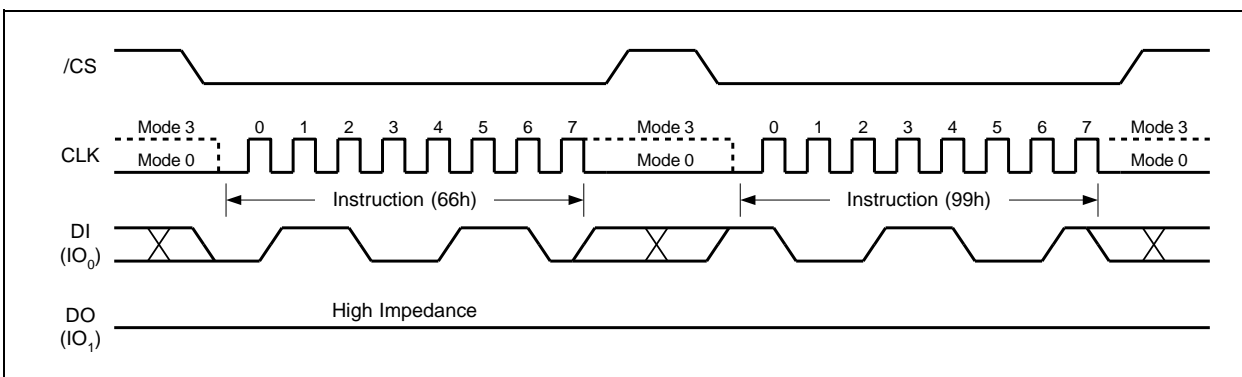 /CS
Mode 3 0 1 2 3 4 5 6 7 Mode 3 0 1 2 3 4 5 6 7 Mode 3
CLK
Mode 0 Mode 0 Mode 0
Instruction (66h) Instruction (99h)
DI
(IO0)
High Impedance
DO
(IO1)